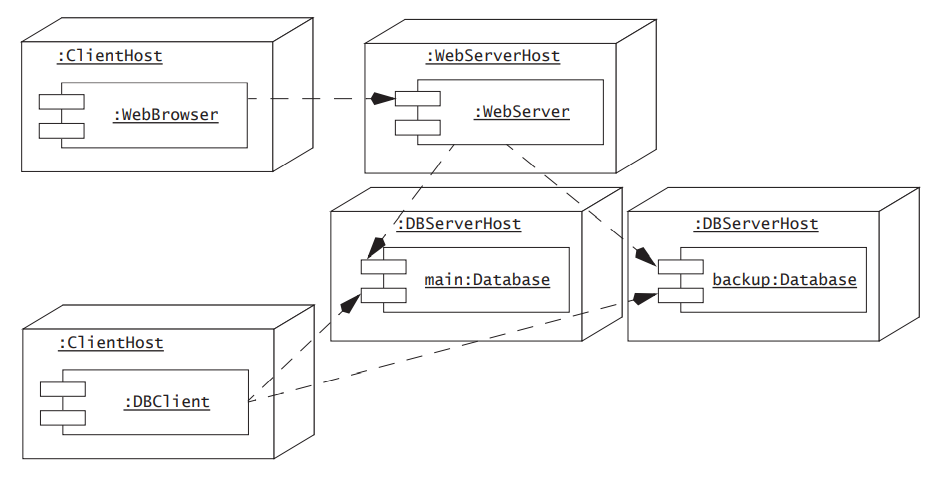 :ClientHost
:WebBrowser
:WebServerHost
:WebServer
:DBServerHost
main:Database
:DBServerHost
backup:Database
:ClientHost
:DBClient